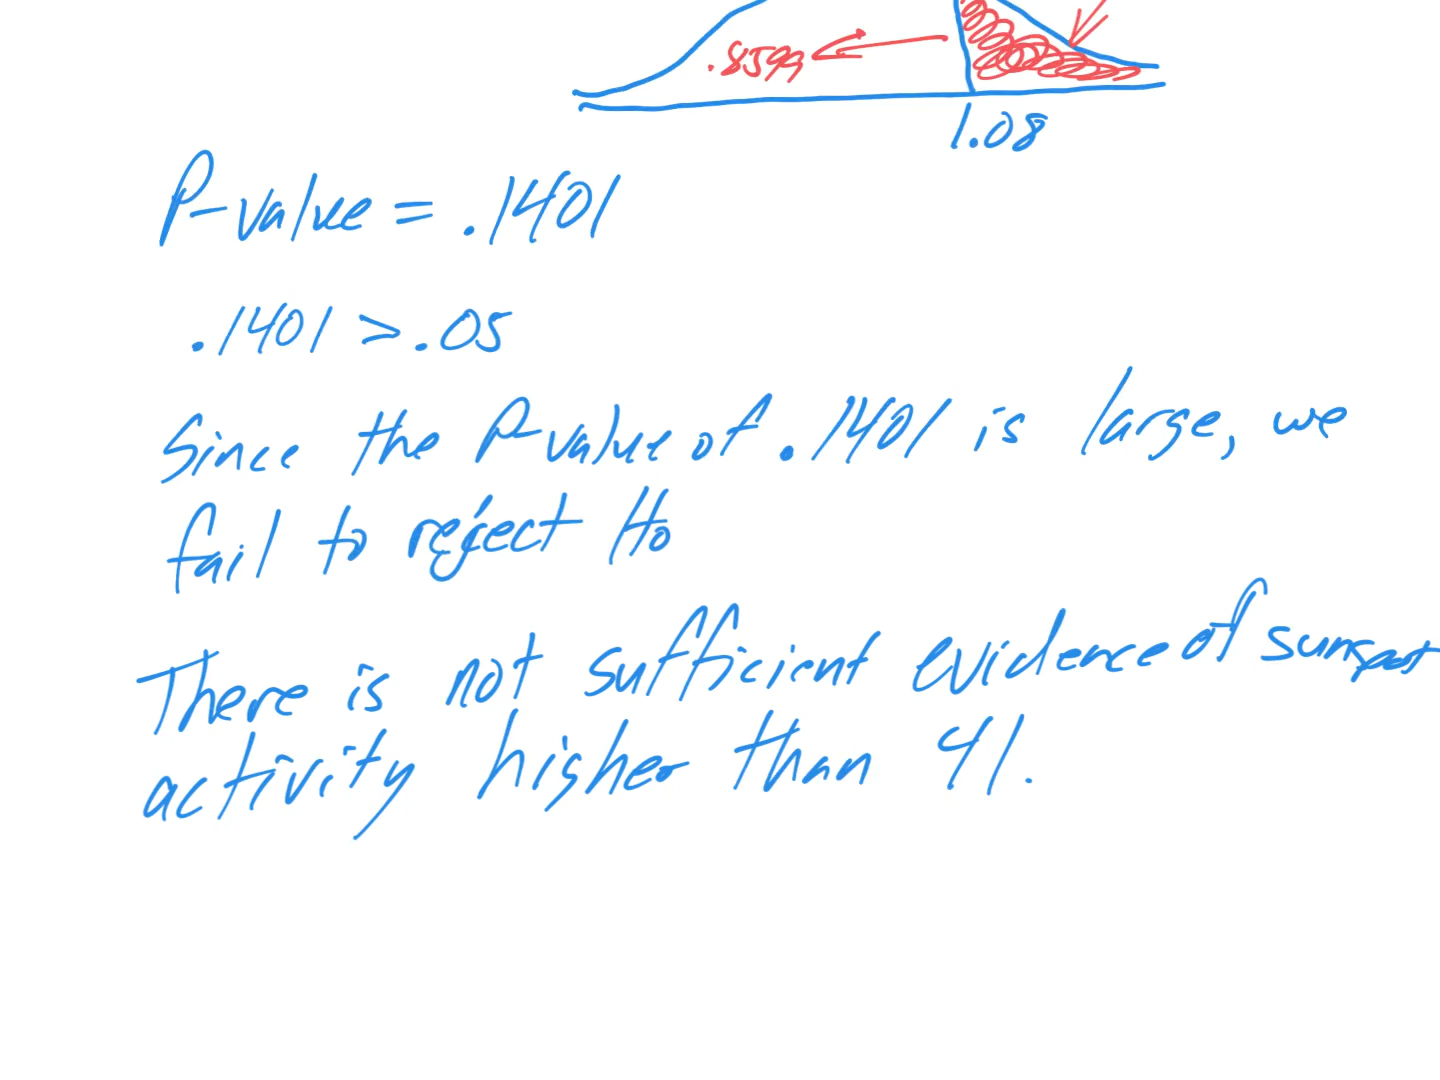 .8599
1.08
P-value = .1401
.1401 > .05
Since the P-value of .1401 is large, we
fail to reject H₀
There is not sufficient evidence of sunspot
activity higher than 41.